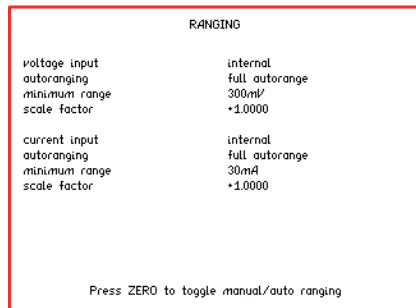 RANGING
voltage input internal
autoranging full autorange
minimum range 300mV
scale factor +1.0000
current input internal
autoranging full autorange
minimum range 30mA
scale factor +1.0000
Press ZERO to toggle manual/auto ranging